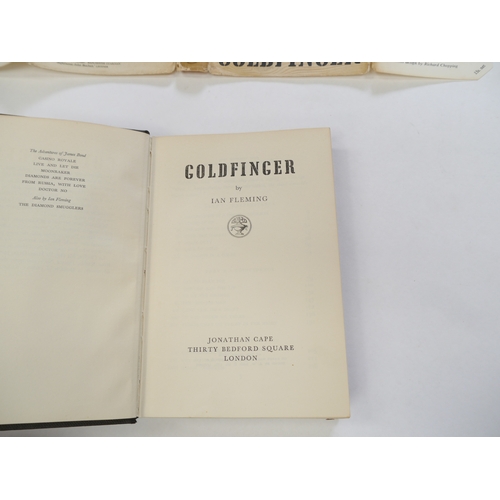 GOLDFINGER
The Adventures of James Bond
CASINO ROYALE
LIVE AND LET DIE
MOONRAKER
DIAMONDS ARE FOREVER
FROM RUSSIA, WITH LOVE
DOCTOR NO
Also by Ian Fleming
THE DIAMOND SMUGGLERS
GOLDFINGER
by
IAN FLEMING
JONATHAN CAPE
THIRTY BEDFORD SQUARE
LONDON